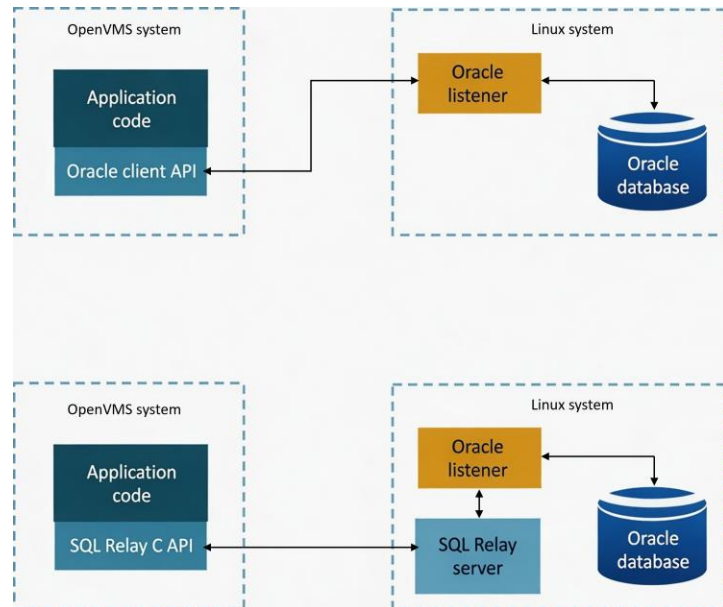 OpenVMS system
Linux system
Application
code
Oracle client API
Oracle
listener
Oracle
database
OpenVMS system
Linux system
Application
code
SQL Relay C API
Oracle
listener
SQL Relay
server
Oracle
database